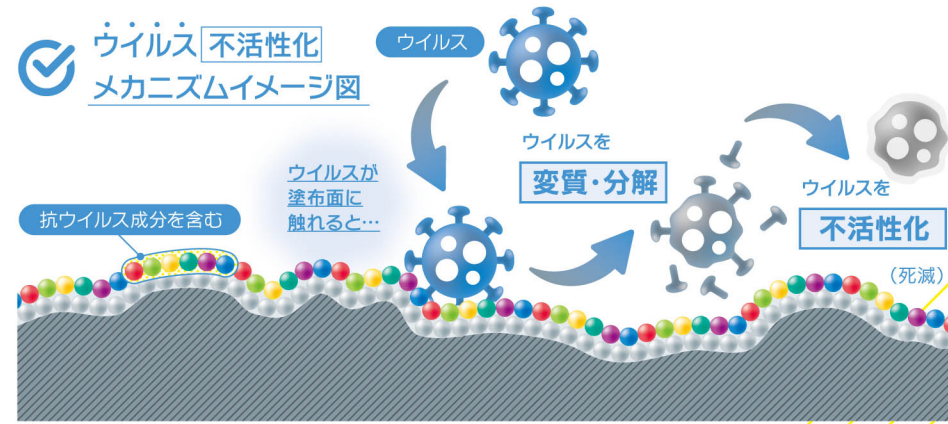 ウイルス不活性化
メカニズムイメージ図
ウイルス
ウイルスが
塗布面に
触れると…
抗ウイルス成分を含む
ウイルスを
変質・分解
ウイルスを
不活性化
（死滅）